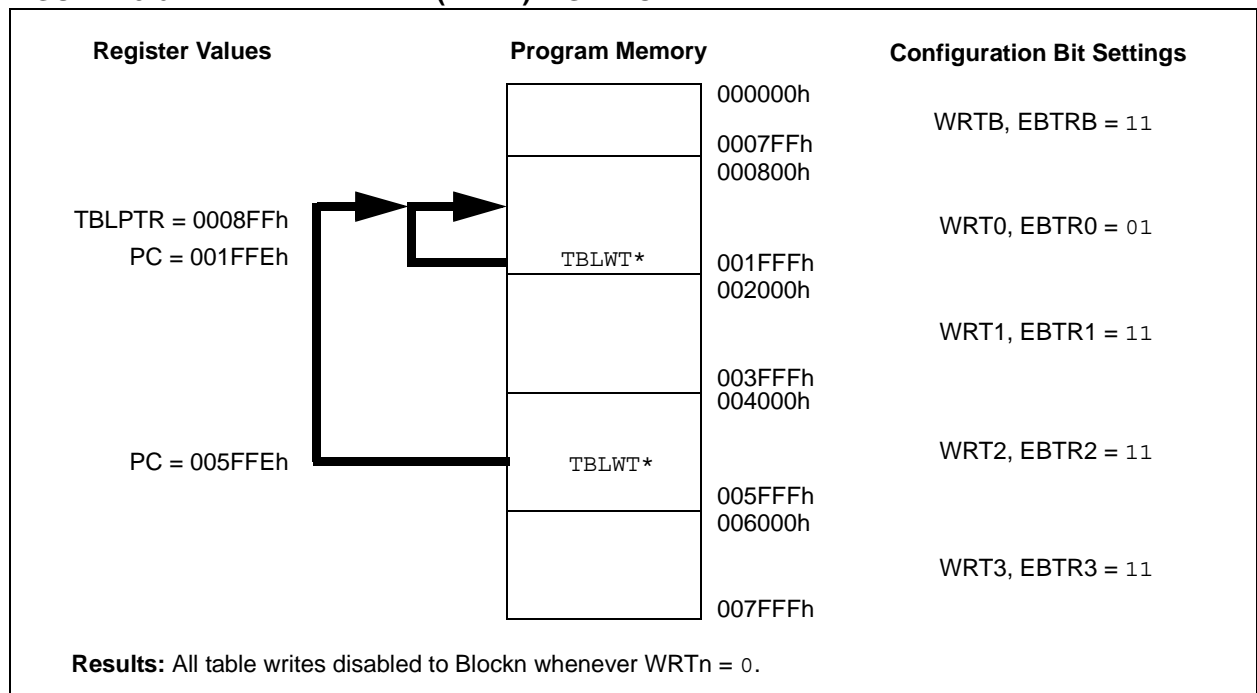 Register Values Program Memory Configuration Bit Settings
000000h
WRTB, EBTRB = 11
0007FFh
000800h
TBLPTR = 0008FFh
WRT0, EBTR0 = 01
PC = 001FFEh
TBLWT*
001FFFh
002000h
WRT1, EBTR1 = 11
003FFFh
004000h
PC = 005FFEh
TBLWT*
WRT2, EBTR2 = 11
005FFFh
006000h
WRT3, EBTR3 = 11
007FFFh
Results: All table writes disabled to Blockn whenever WRTn = 0.